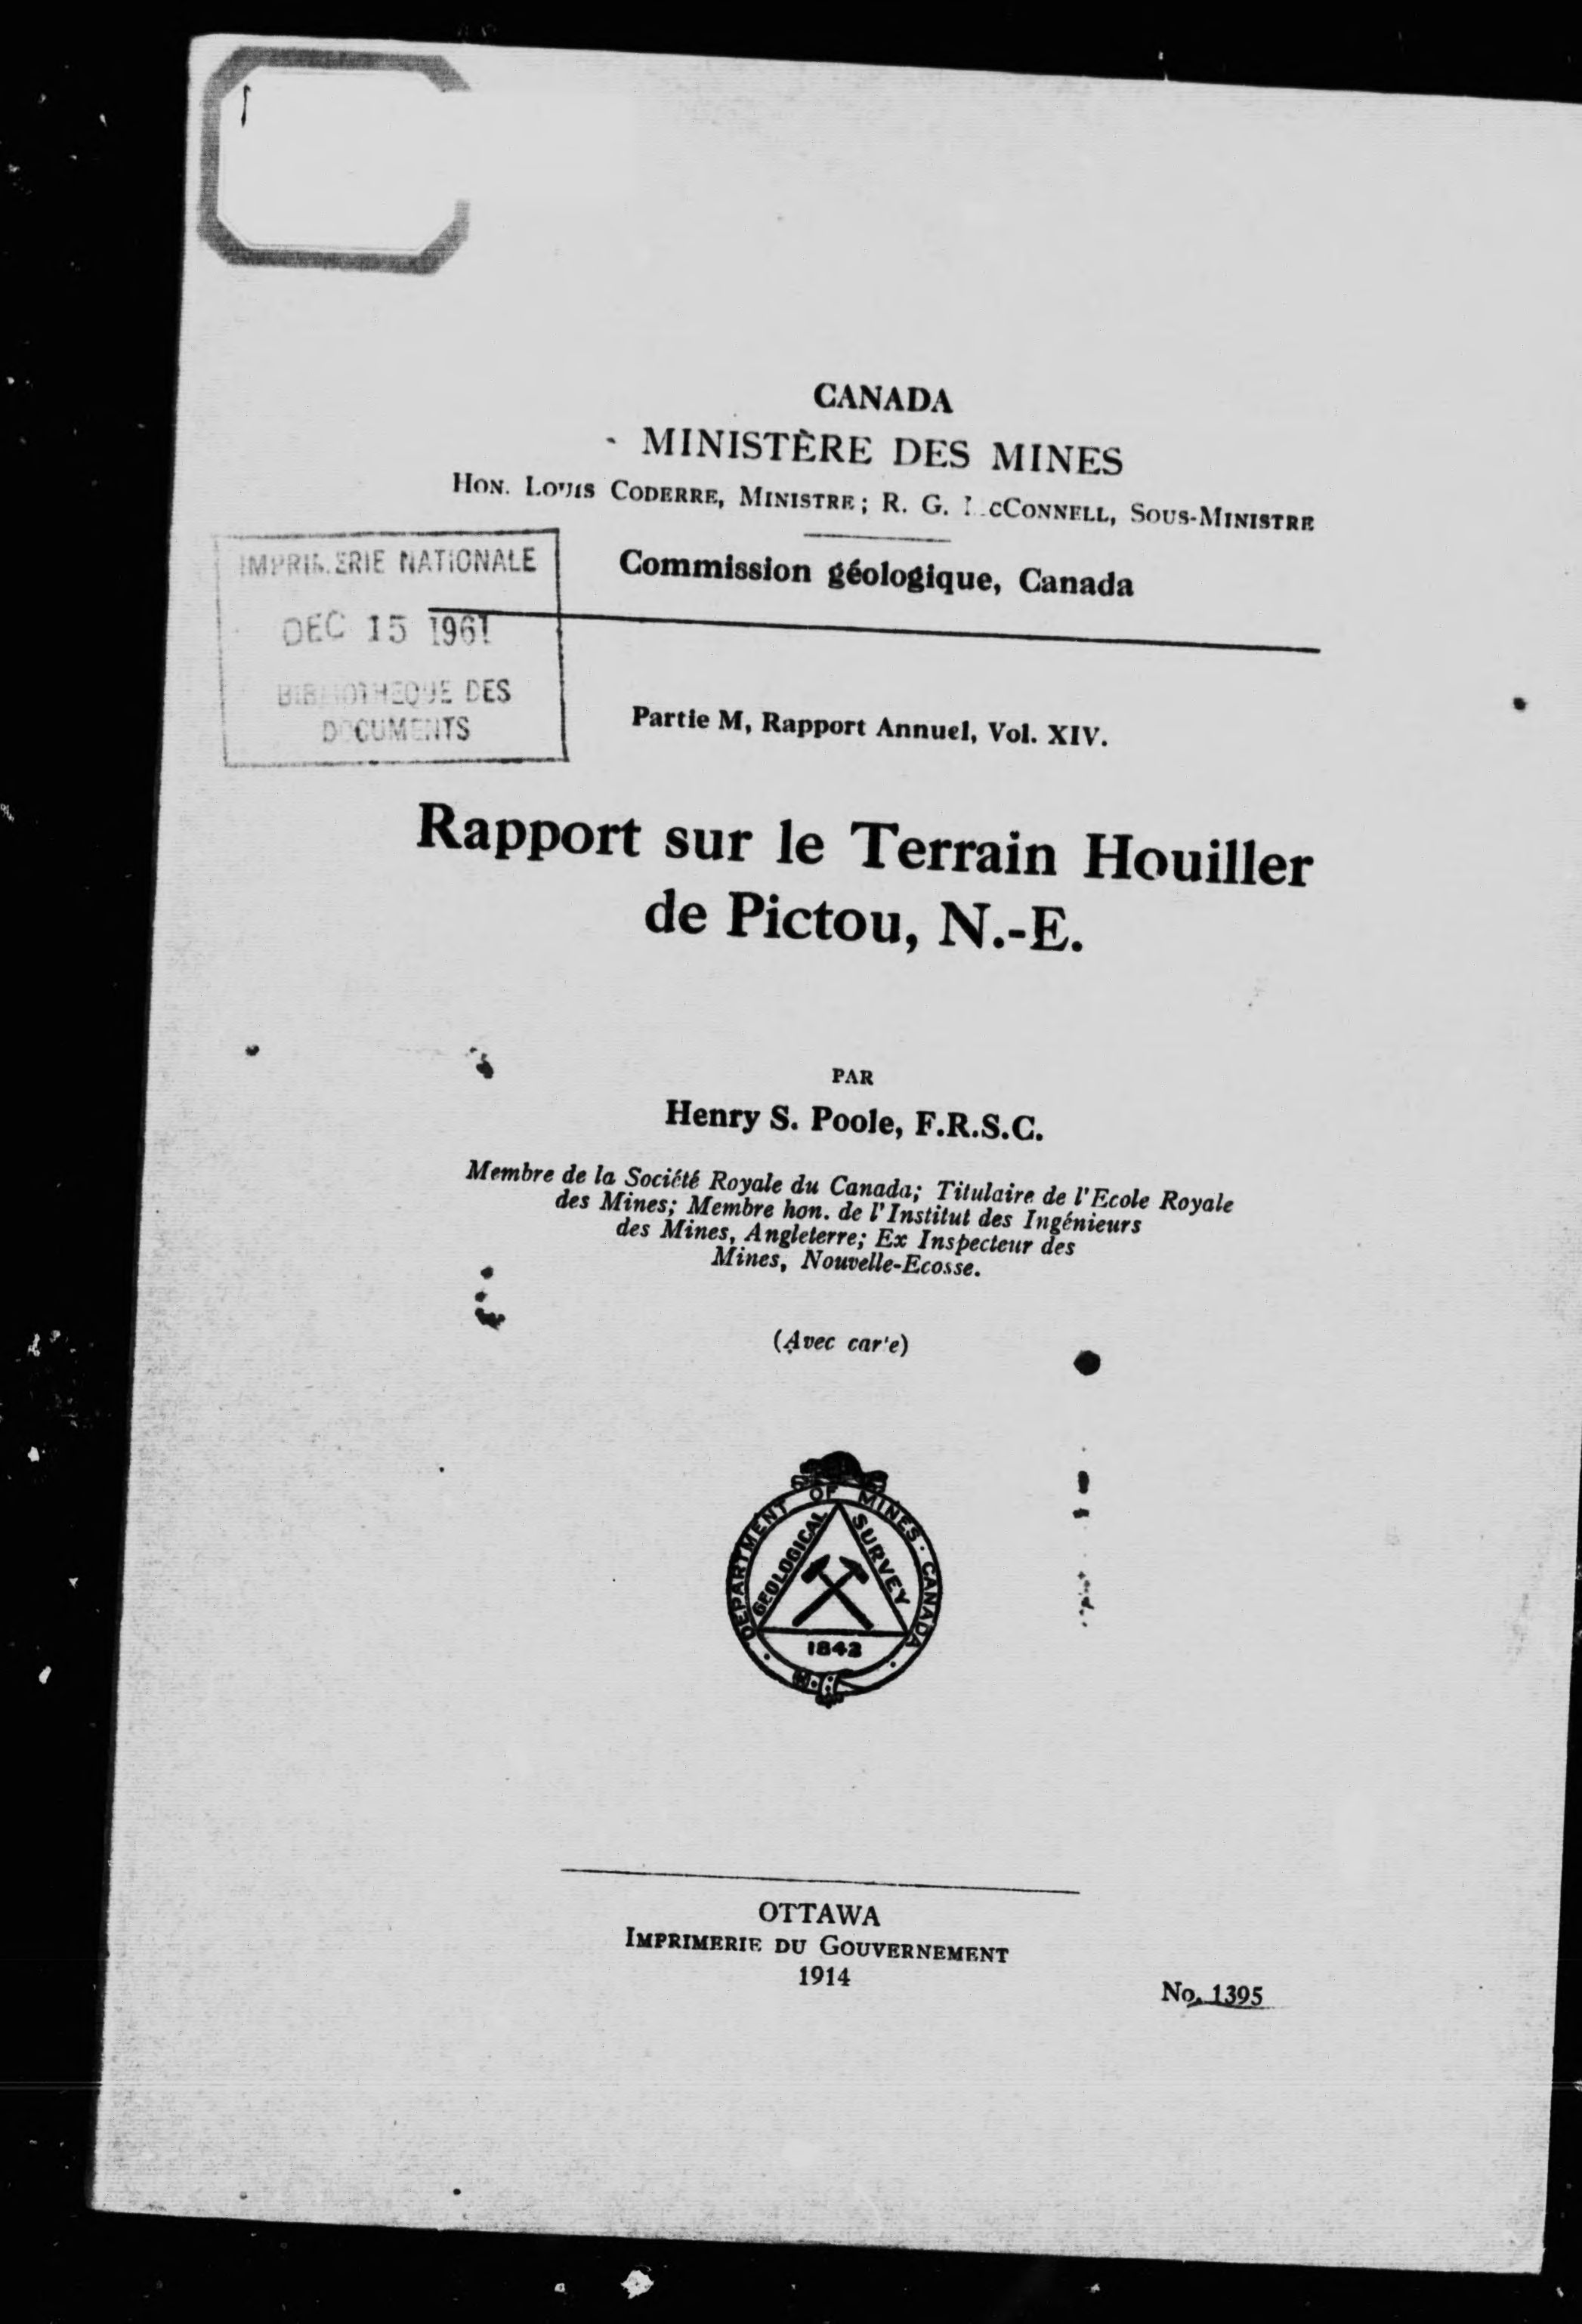 CANADA
MINISTÈRE DES MINES
HON. LOUIS CODERRE, MINISTRE; R. G. McCONNELL, SOUS-MINISTRE
Commission géologique, Canada
IMPRIMERIE NATIONALE
DEC 15 1961
BIBLIOTHEQUE DES
DOCUMENTS
Partie M, Rapport Annuel, Vol. XIV.
Rapport sur le Terrain Houiller
de Pictou, N.-E.
PAR
Henry S. Poole, F.R.S.C.
Membre de la Société Royale du Canada; Titulaire de l'Ecole Royale
des Mines; Membre hon. de l'Institut des Ingénieurs
des Mines, Angleterre; Ex Inspecteur des
Mines, Nouvelle-Ecosse.
(Avec carte)
DEPARTMENT OF MINES · CANADA
GEOLOGICAL SURVEY
1842
OTTAWA
IMPRIMERIE DU GOUVERNEMENT
1914
No. 1395